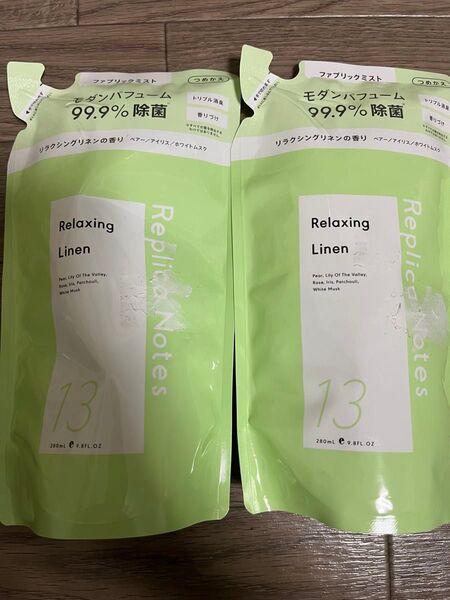 ファブリックミスト
つめかえ
モダンパフューム
99.9% 除菌
トリプル消臭
香りづけ
リラクシングリネンの香り
ペアー/アイリス/ホワイトムスク
Relaxing
Linen
Pear, Lily Of The Valley,
Rose, Iris, Patchouli,
White Musk
Replica Notes
13
280mL e 9.8FL.OZ
ファブリックミスト
つめかえ
モダンパフューム
99.9% 除菌
トリプル消臭
香りづけ
リラクシングリネンの香り
ペアー/アイリス/ホワイトムスク
Relaxing
Linen
Pear, Lily Of The Valley,
Rose, Iris, Patchouli,
White Musk
Replica Notes
13
280mL e 9.8FL.OZ